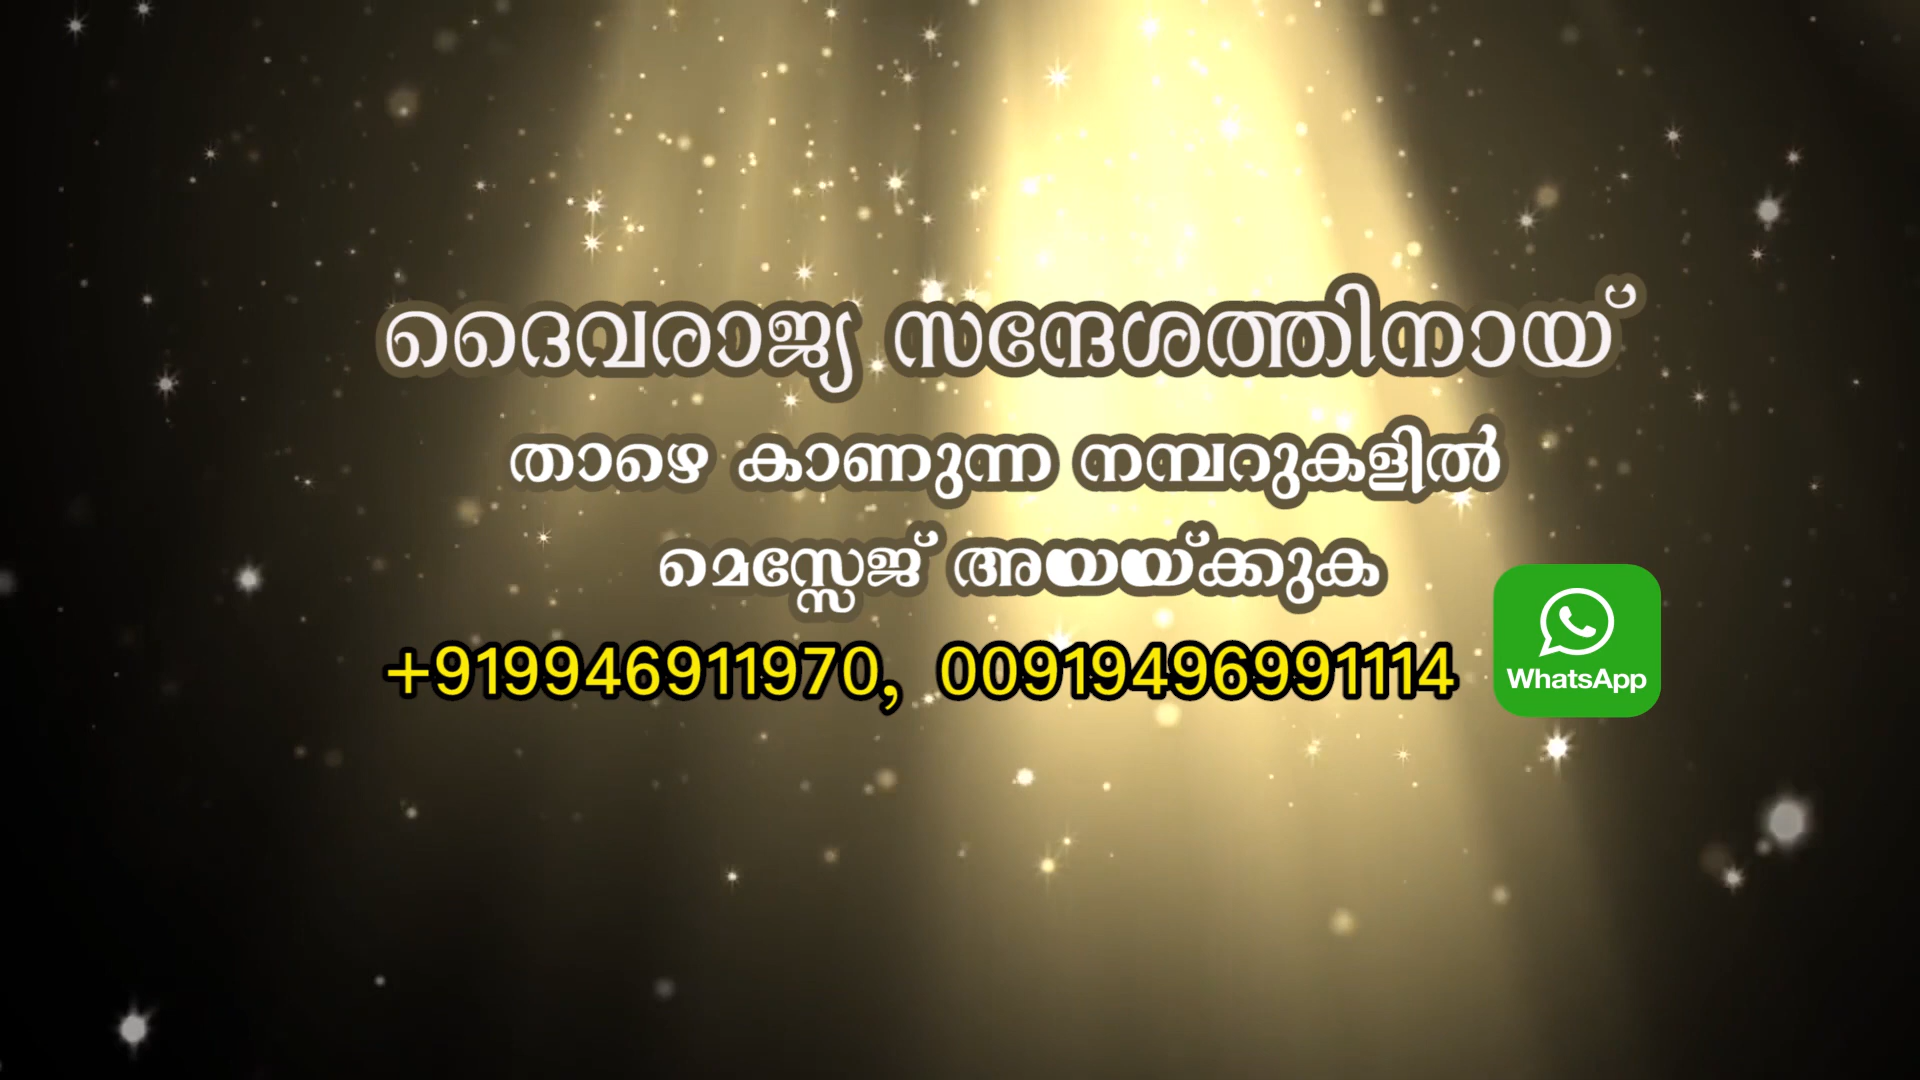 ദൈവരാജ്യ സന്ദേശത്തിനായ്
താഴെ കാണുന്ന നമ്പറുകളിൽ
മെസ്സേജ് അയയ്ക്കുക
+919946911970, 00919496991114
WhatsApp